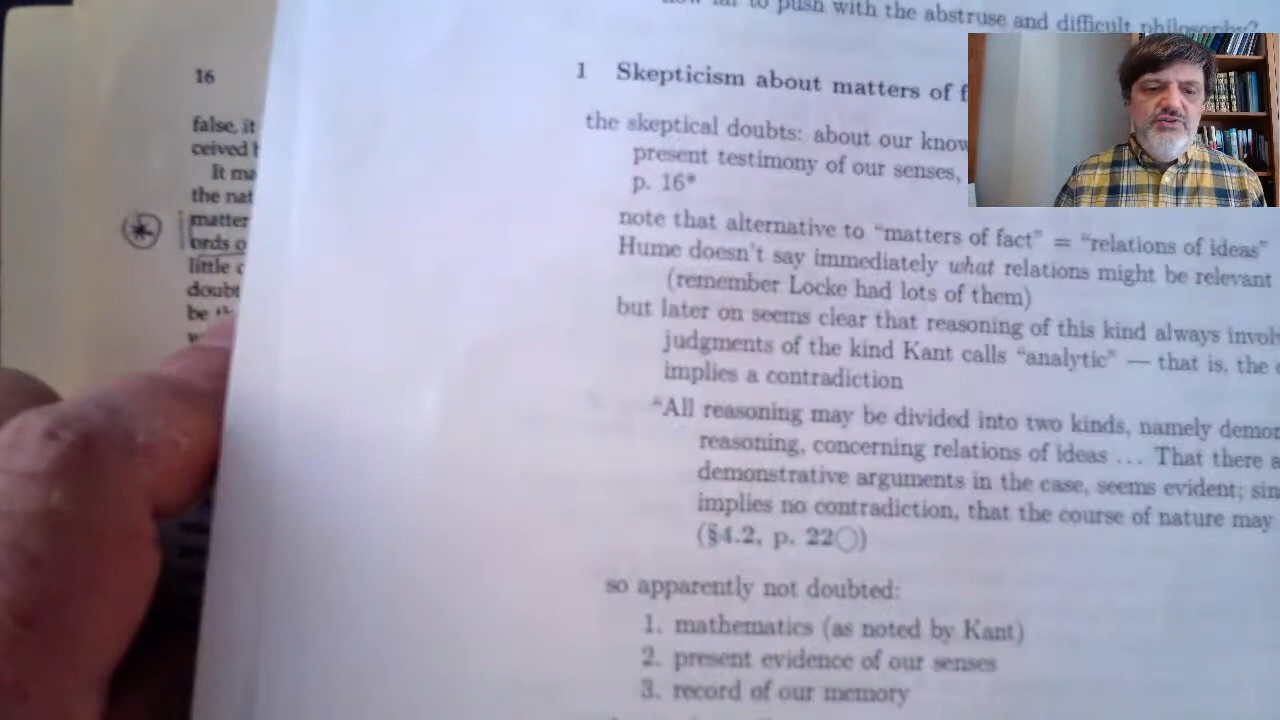 how far to push with the abstruse and difficult philosophy?
16
false, it
ceived
It
the nat
matter
ords o
little
doubt
be
1 Skepticism about matters of f
the skeptical doubts: about our know
present testimony of our senses,
p. 16*
note that alternative to “matters of fact” = “relations of ideas”
Hume doesn’t say immediately what relations might be relevant
(remember Locke had lots of them)
but later on seems clear that reasoning of this kind always invol
judgments of the kind Kant calls “analytic” — that is, the
implies a contradiction
“All reasoning may be divided into two kinds, namely demon
reasoning, concerning relations of ideas … That there a
demonstrative arguments in the case, seems evident; sin
implies no contradiction, that the course of nature may
(§4.2, p. 22○)
so apparently not doubted:
1. mathematics (as noted by Kant)
2. present evidence of our senses
3. record of our memory